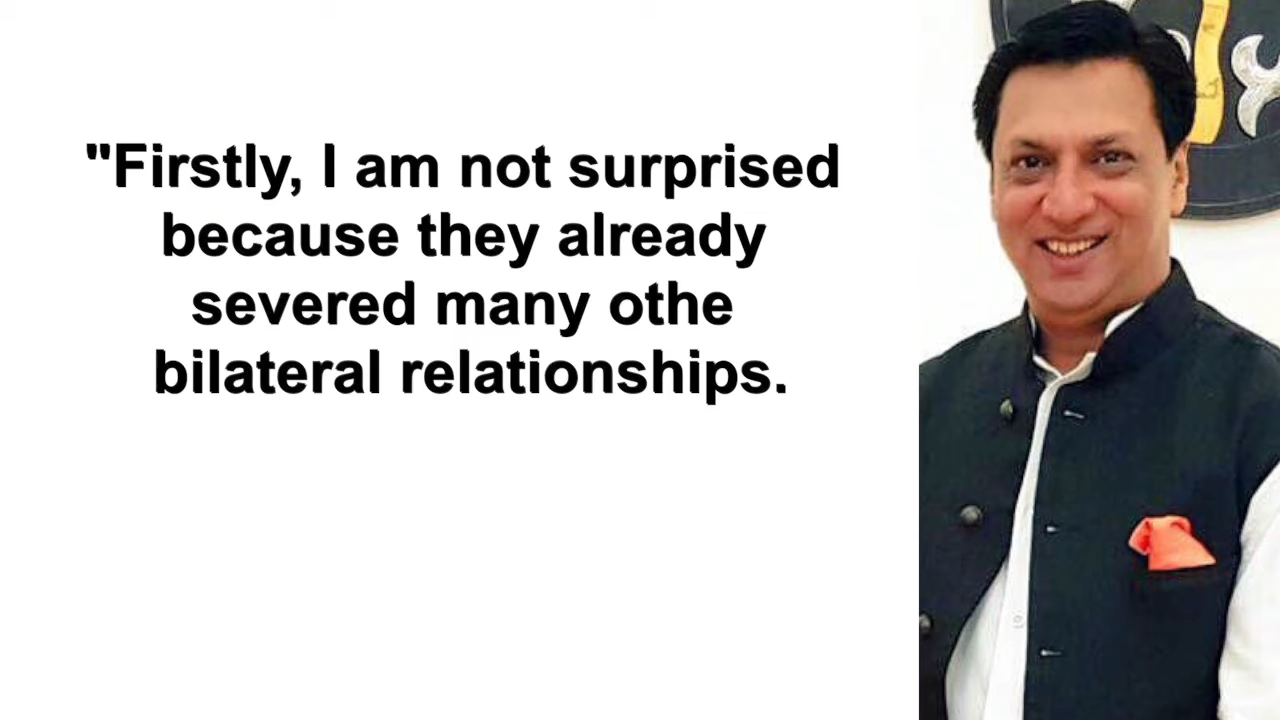 "Firstly, I am not surprised
because they already
severed many othe
bilateral relationships.